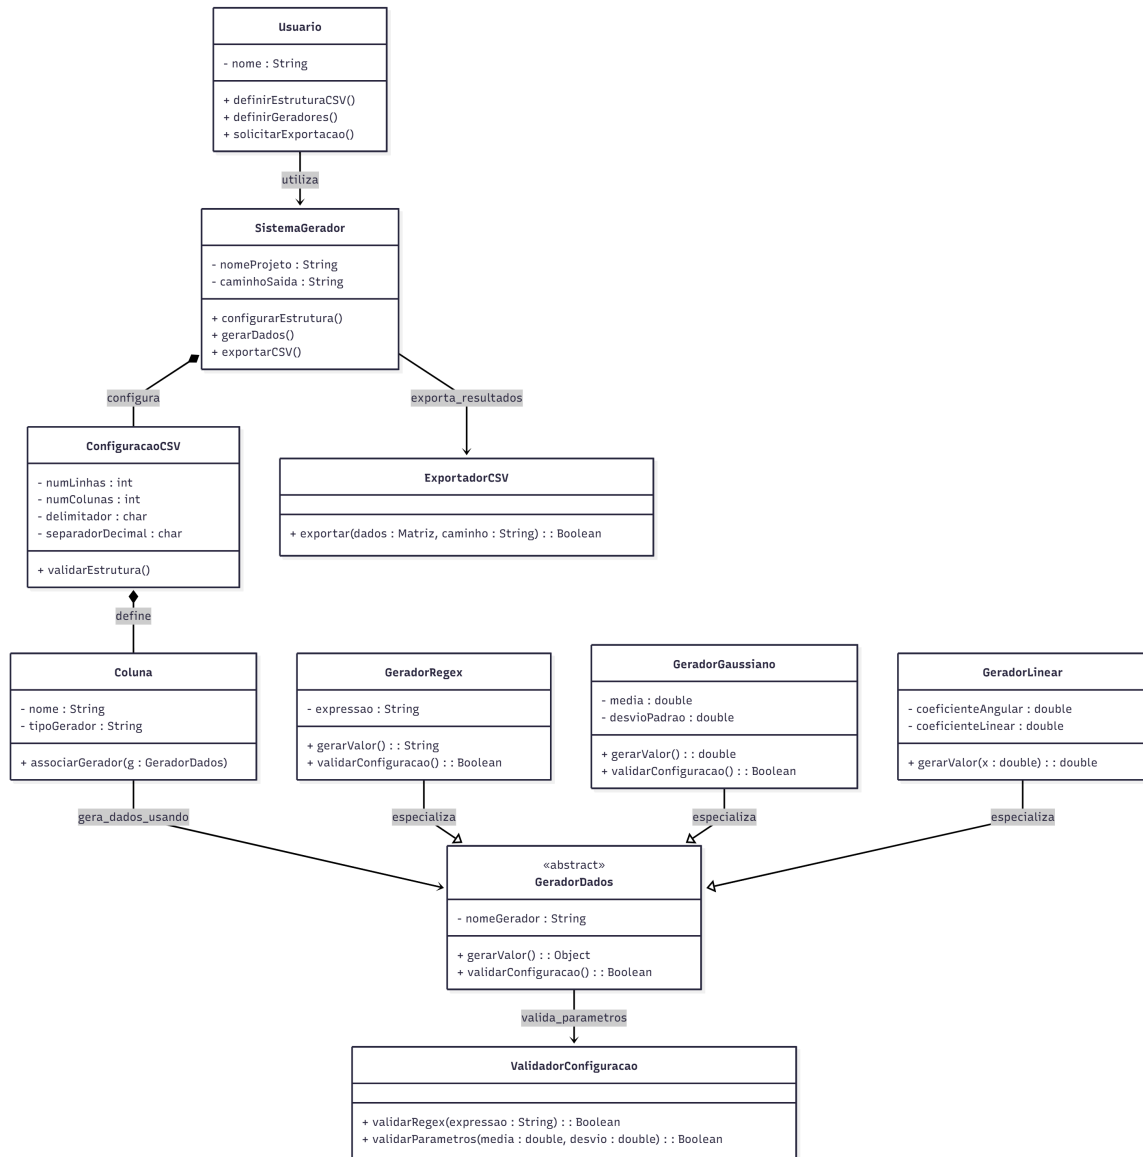 Usuario
- nome : String
+ definirEstruturaCSV()
+ definirGeradores()
+ solicitarExportacao()
utiliza
SistemaGerador
- nomeProjeto : String
- caminhoSaida : String
+ configurarEstrutura()
+ gerarDados()
+ exportarCSV()
configura
exporta_resultados
ConfiguracaoCSV
- numLinhas : int
- numColunas : int
- delimitador : char
- separadorDecimal : char
+ validarEstrutura()
ExportadorCSV
+ exportar(dados : Matriz, caminho : String) : : Boolean
define
Coluna
- nome : String
- tipoGerador : String
+ associarGerador(g : GeradorDados)
GeradorRegex
- expressao : String
+ gerarValor() : : String
+ validarConfiguracao() : : Boolean
GeradorGaussiano
- media : double
- desvioPadrao : double
+ gerarValor() : : double
+ validarConfiguracao() : : Boolean
GeradorLinear
- coeficienteAngular : double
- coeficienteLinear : double
+ gerarValor(x : double) : : double
gera_dados_usando
especializa
especializa
especializa
«abstract»
GeradorDados
- nomeGerador : String
+ gerarValor() : : Object
+ validarConfiguracao() : : Boolean
valida_parametros
ValidadorConfiguracao
+ validarRegex(expressao : String) : : Boolean
+ validarParametros(media : double, desvio : double) : : Boolean